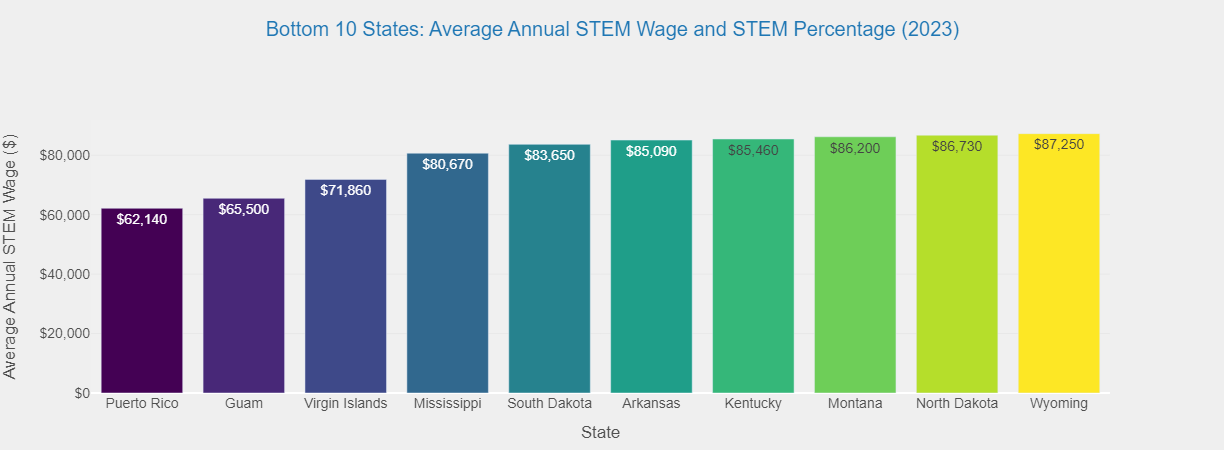 Bottom 10 States: Average Annual STEM Wage and STEM Percentage (2023)
Average Annual STEM Wage ($)
$80,000
$60,000
$40,000
$20,000
$0
$62,140
$65,500
$71,860
$80,670
$83,650
$85,090
$85,460
$86,200
$86,730
$87,250
Puerto Rico
Guam
Virgin Islands
Mississippi
South Dakota
Arkansas
Kentucky
Montana
North Dakota
Wyoming
State